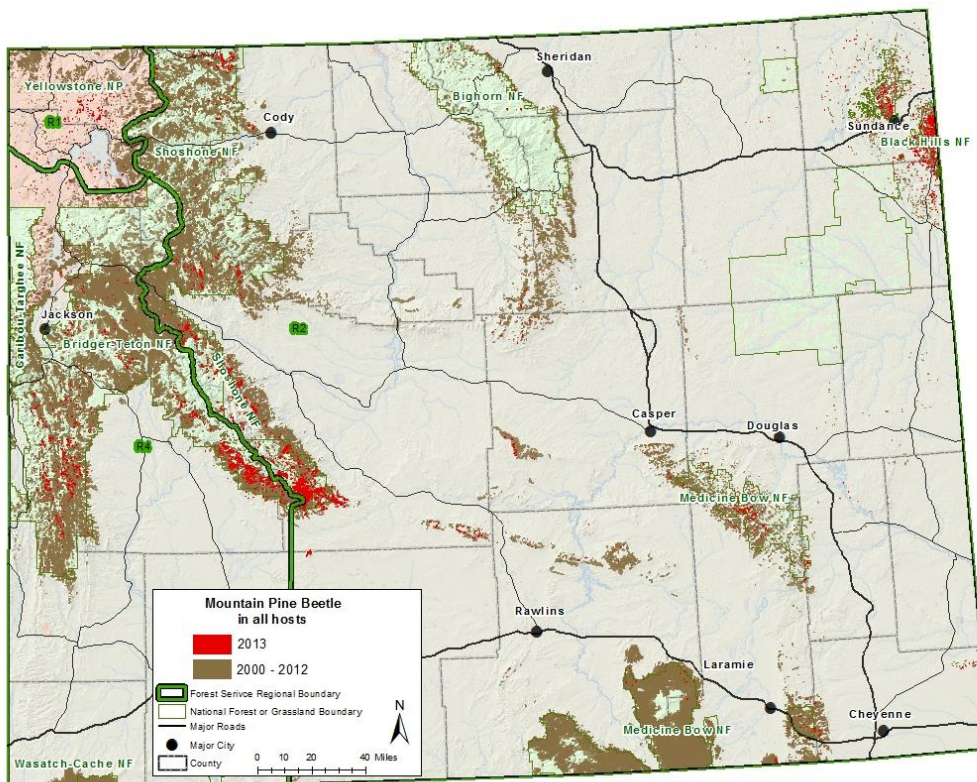 Sheridan
Yellowstone NP
Bighorn NF
R1
Cody
Sundance
Shoshone NF
Black Hills NF
Caribou-Targhee NF
Jackson
R2
Bridger-Teton NF
Shoshone NF
Casper
Douglas
R4
Medicine Bow NF
Mountain Pine Beetle
in all hosts
2013
2000 - 2012
Forest Serivce Regional Boundary
National Forest or Grassland Boundary
Major Roads
Major City
County
N
0 10 20 40 Miles
Rawlins
Laramie
Cheyenne
Medicine Bow NF
Wasatch-Cache NF